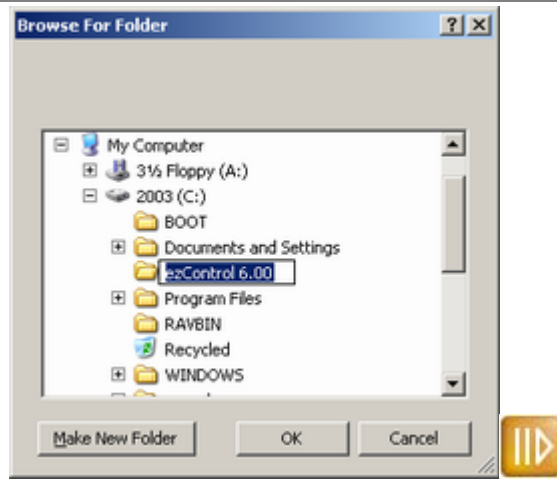 Browse For Folder
My Computer
3½ Floppy (A:)
2003 (C:)
BOOT
Documents and Settings
ezControl 6.00
Program Files
RAVBIN
Recycled
WINDOWS
Make New Folder OK Cancel